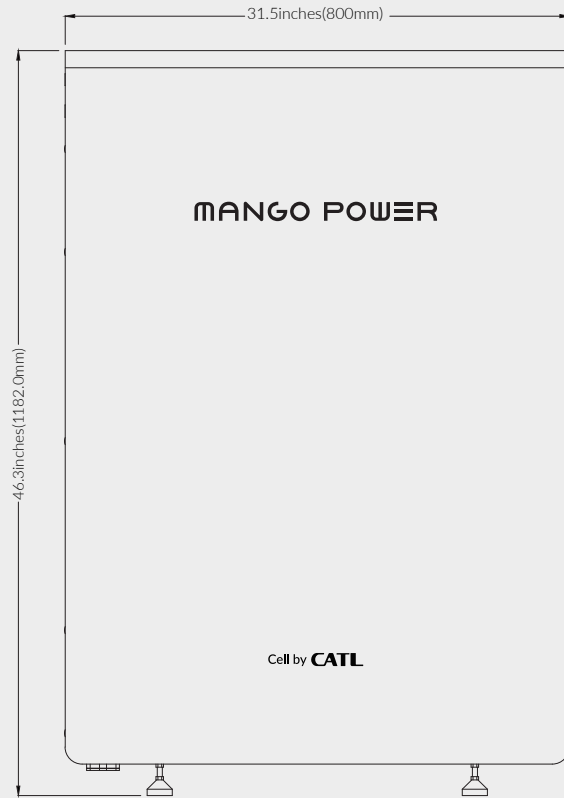 31.5inches(800mm)
MANGO POWER
46.3inches(1182.0mm)
Cell by CATL